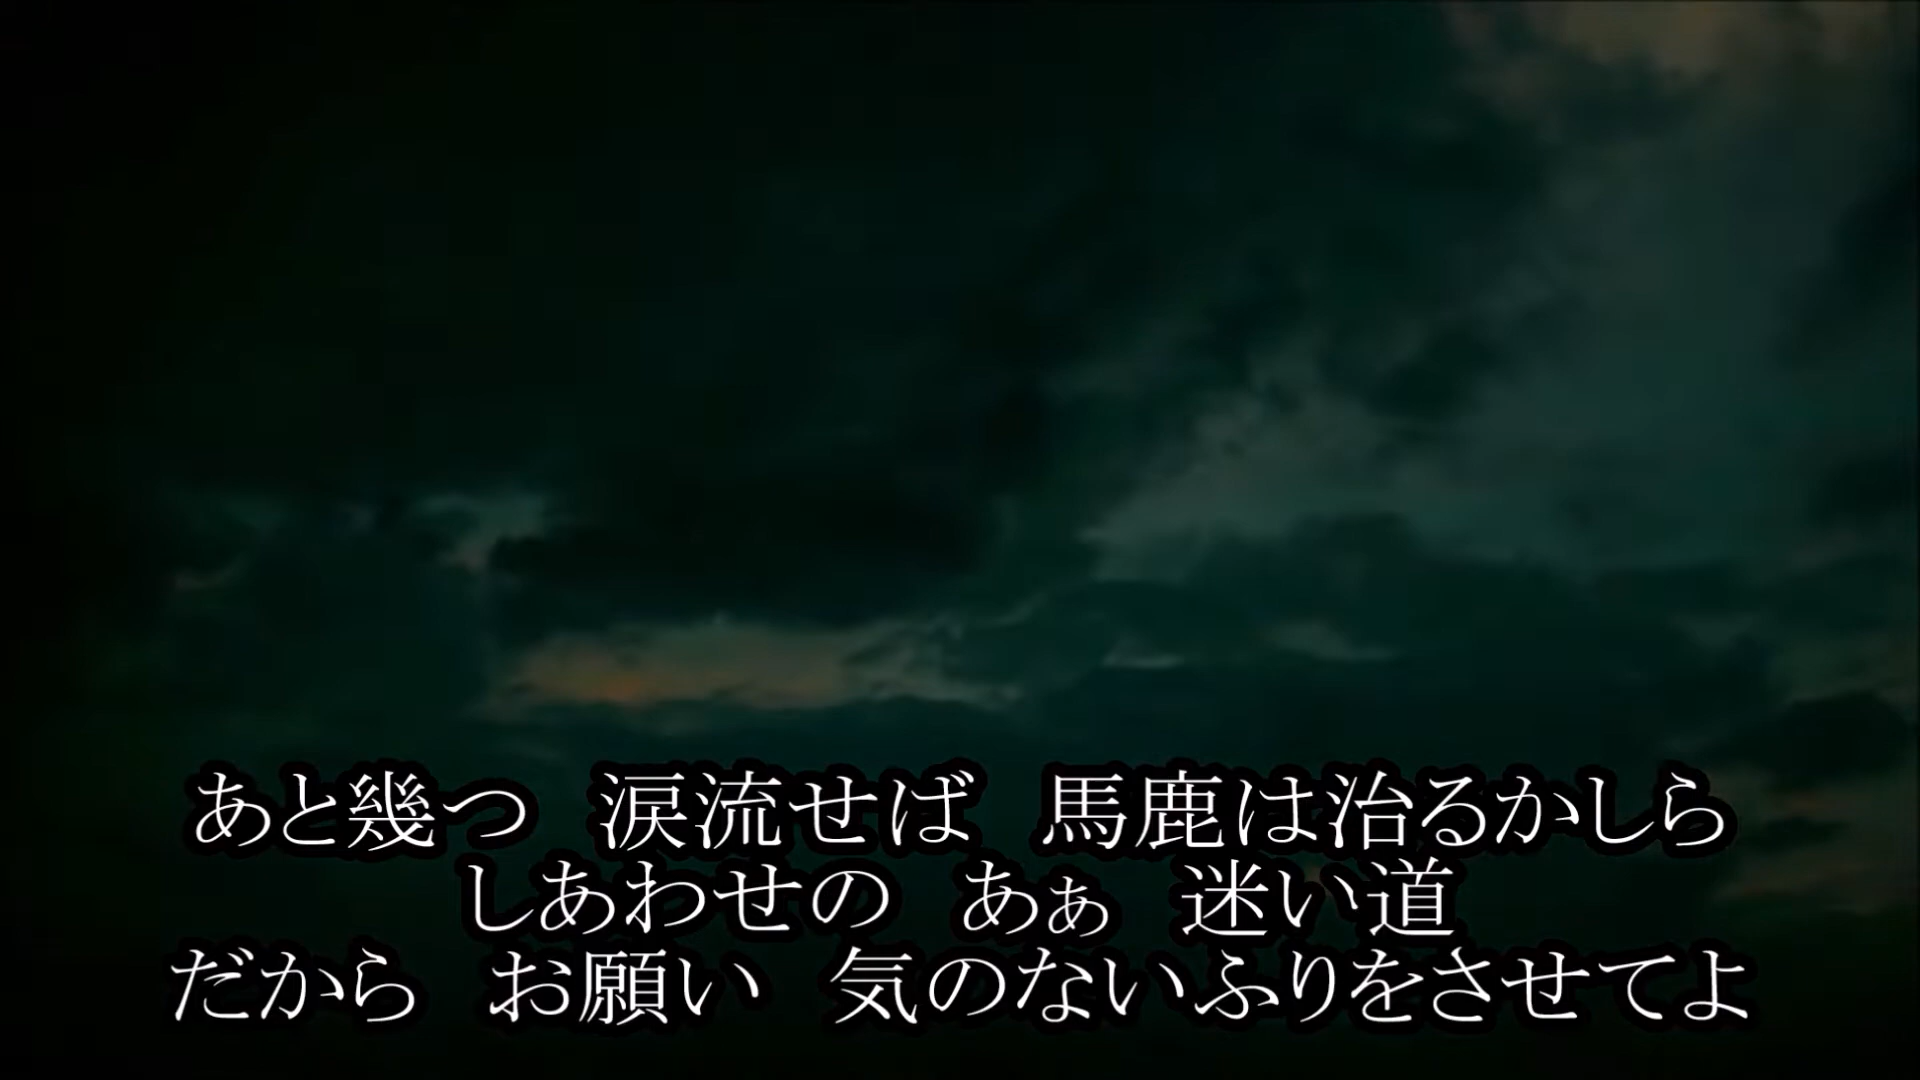 あと幾つ　涙流せば　馬鹿は治るかしら
しあわせの　あぁ　迷い道
だから　お願い　気のないふりをさせてよ